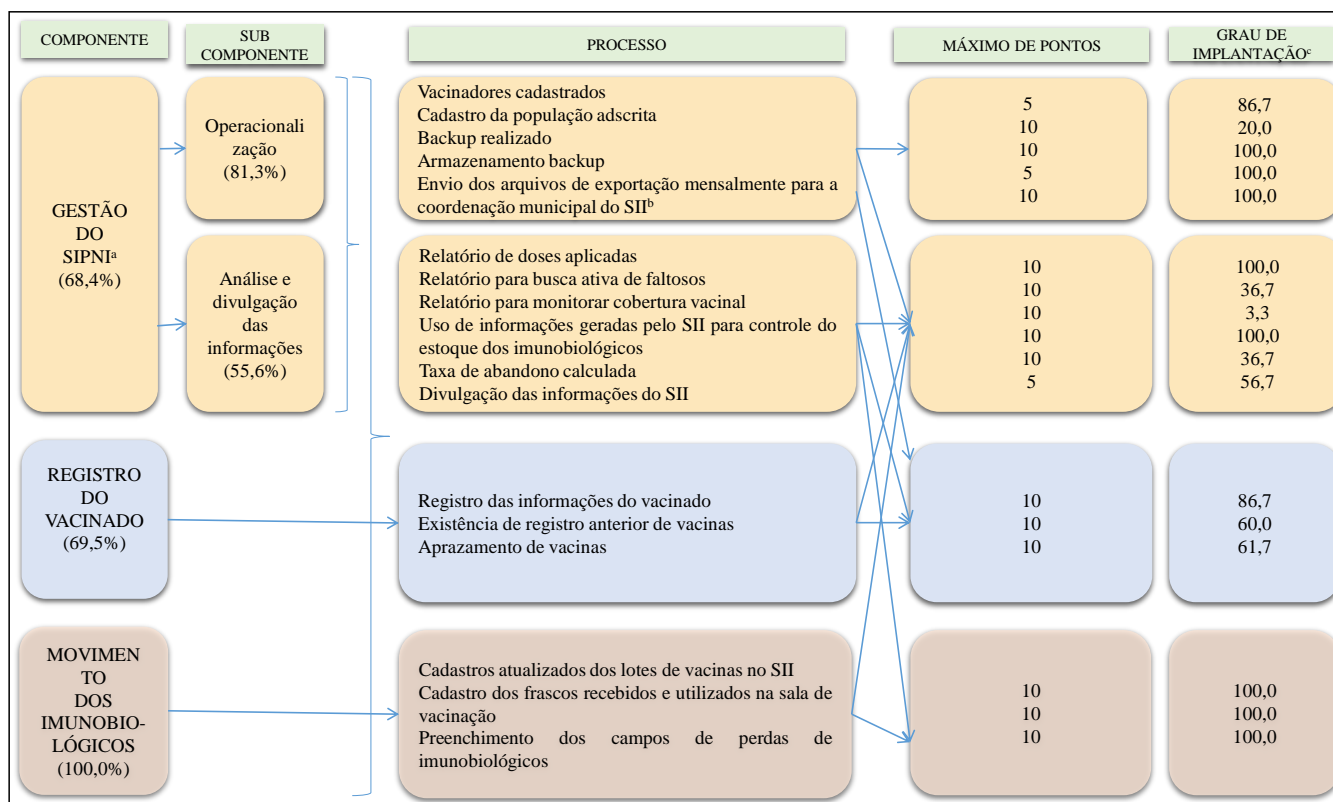 COMPONENTE
SUB
COMPONENTE
PROCESSO
MÁXIMO DE PONTOS
GRAU DE
IMPLANTAÇÃOᶜ
GESTÃO
DO
SIPNIᵃ
(68,4%)
Operacionali
zação
(81,3%)
Vacinadores cadastrados
Cadastro da população adscrita
Backup realizado
Armazenamento backup
Envio dos arquivos de exportação mensalmente para a
coordenação municipal do SIIᵇ
5
10
10
5
10
86,7
20,0
100,0
100,0
100,0
Análise e
divulgação
das
informações
(55,6%)
Relatório de doses aplicadas
Relatório para busca ativa de faltosos
Relatório para monitorar cobertura vacinal
Uso de informações geradas pelo SII para controle do
estoque dos imunobiológicos
Taxa de abandono calculada
Divulgação das informações do SII
10
10
10
10
10
5
100,0
36,7
3,3
100,0
36,7
56,7
REGISTRO
DO
VACINADO
(69,5%)
Registro das informações do vacinado
Existência de registro anterior de vacinas
Aprazamento de vacinas
10
10
10
86,7
60,0
61,7
MOVIMEN
TO
DOS
IMUNOBIO-
LÓGICOS
(100,0%)
Cadastros atualizados dos lotes de vacinas no SII
Cadastro dos frascos recebidos e utilizados na sala de
vacinação
Preenchimento dos campos de perdas de
imunobiológicos
10
10
10
100,0
100,0
100,0